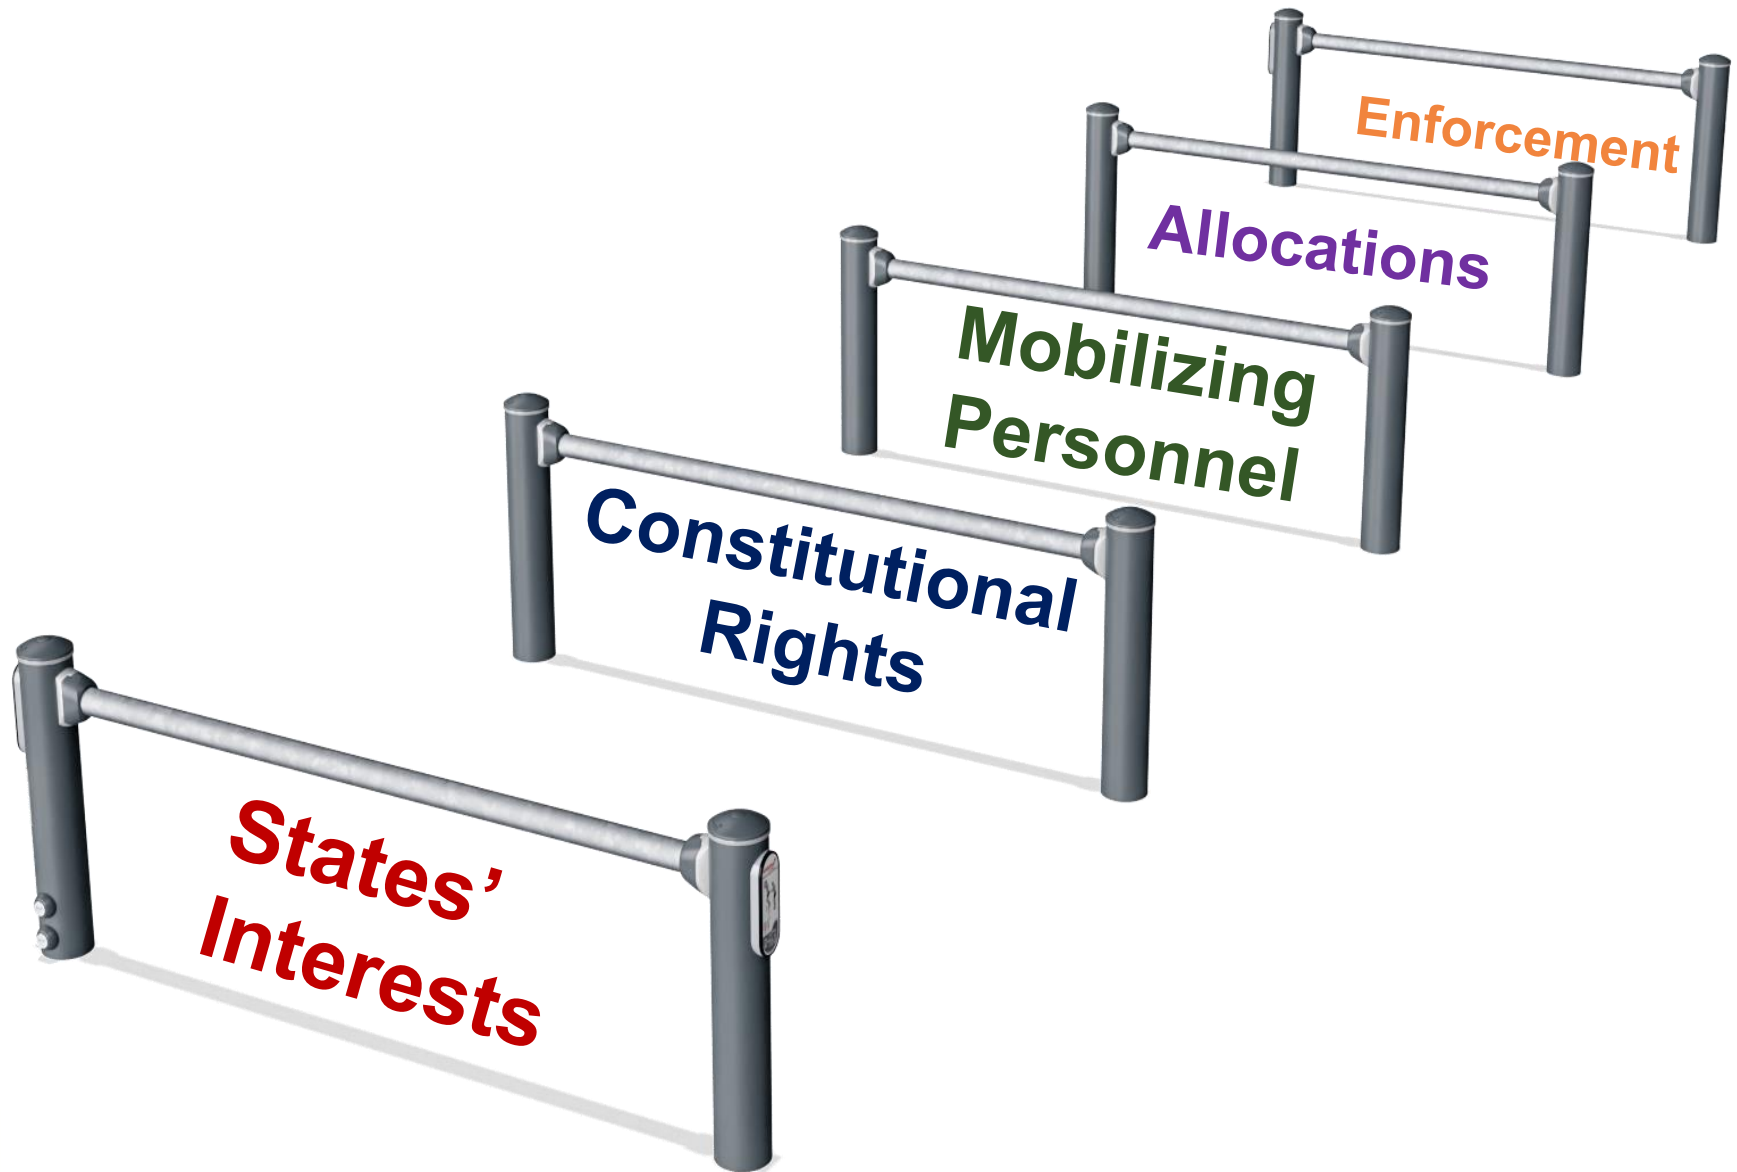 Enforcement
Allocations
Mobilizing
Personnel
Constitutional
Rights
States’
Interests